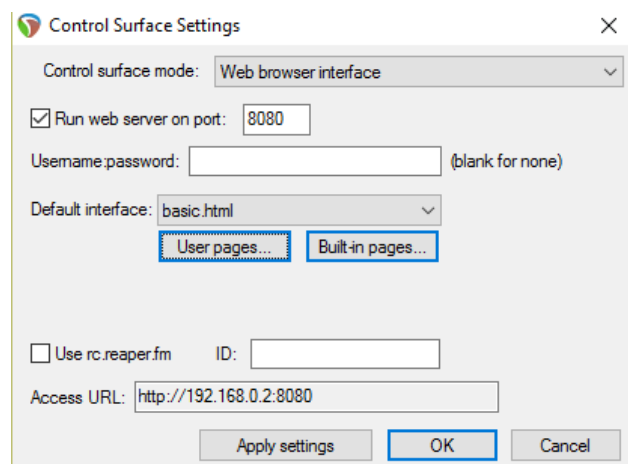 Control Surface Settings
Control surface mode: Web browser interface
Run web server on port: 8080
Username:password: (blank for none)
Default interface: basic.html
User pages... Built-in pages...
Use rc.reaper.fm ID:
Access URL: http://192.168.0.2:8080
Apply settings OK Cancel